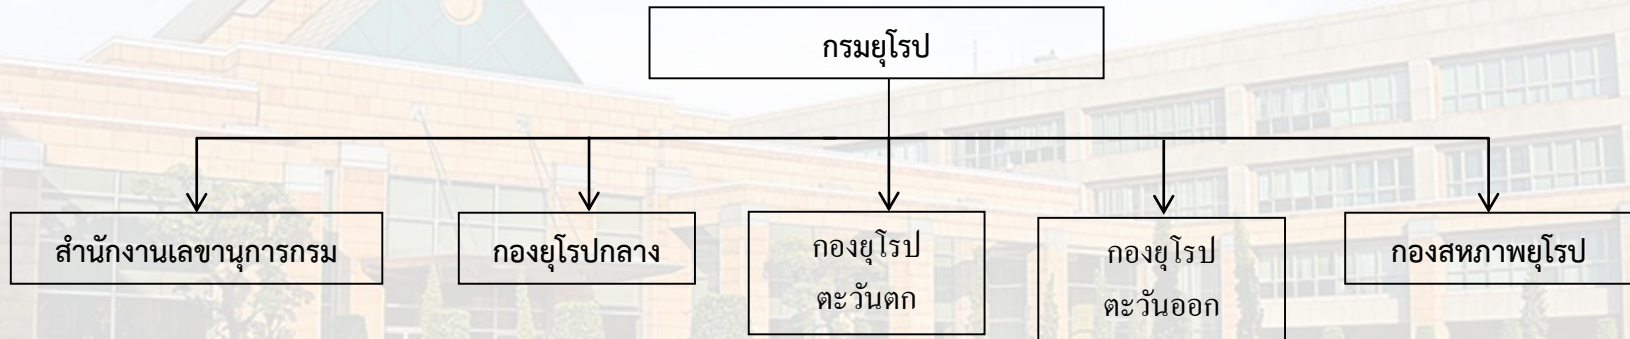 กรมยุโรป
สำนักงานเลขานุการกรม
กองยุโรปกลาง
กองยุโรป
ตะวันตก
กองยุโรป
ตะวันออก
กองสหภาพยุโรป